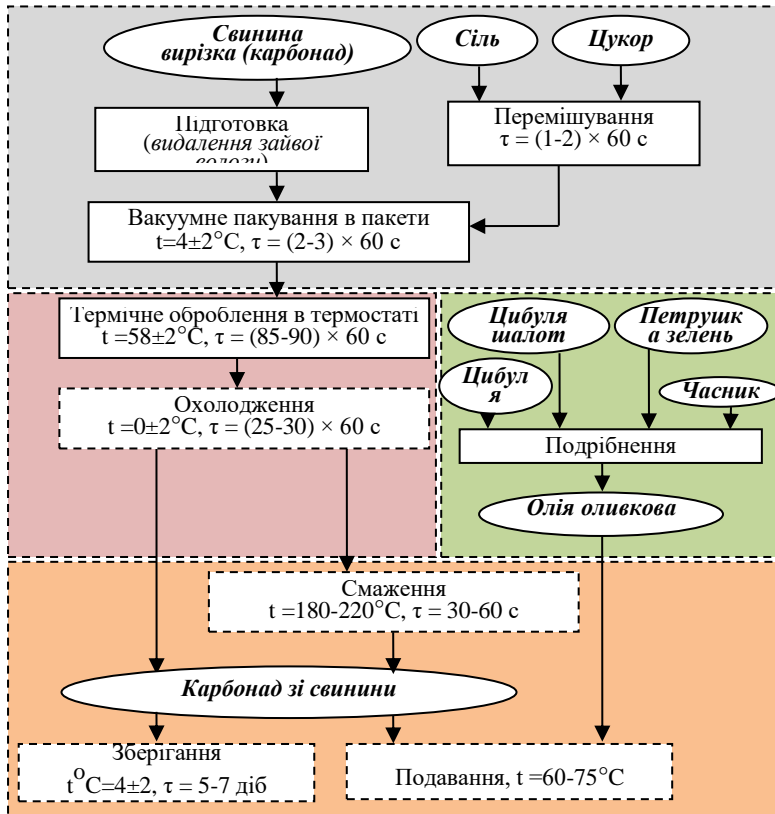 Свинина
вирізка (карбонад)
Сіль
Цукор
Підготовка
(видалення зайвої
вологи)
Перемішування
τ = (1-2) × 60 с
Вакуумне пакування в пакети
t=4±2°C, τ = (2-3) × 60 с
Термічне оброблення в термостаті
t =58±2°C, τ = (85-90) × 60 с
Охолодження
t =0±2°C, τ = (25-30) × 60 с
Цибуля
шалот
Петрушк
а зелень
Цибул
я
Часник
Подрібнення
Олія оливкова
Смаження
t =180-220°C, τ = 30-60 с
Карбонад зі свинини
Зберігання
t°C=4±2, τ = 5-7 діб
Подавання, t =60-75°C